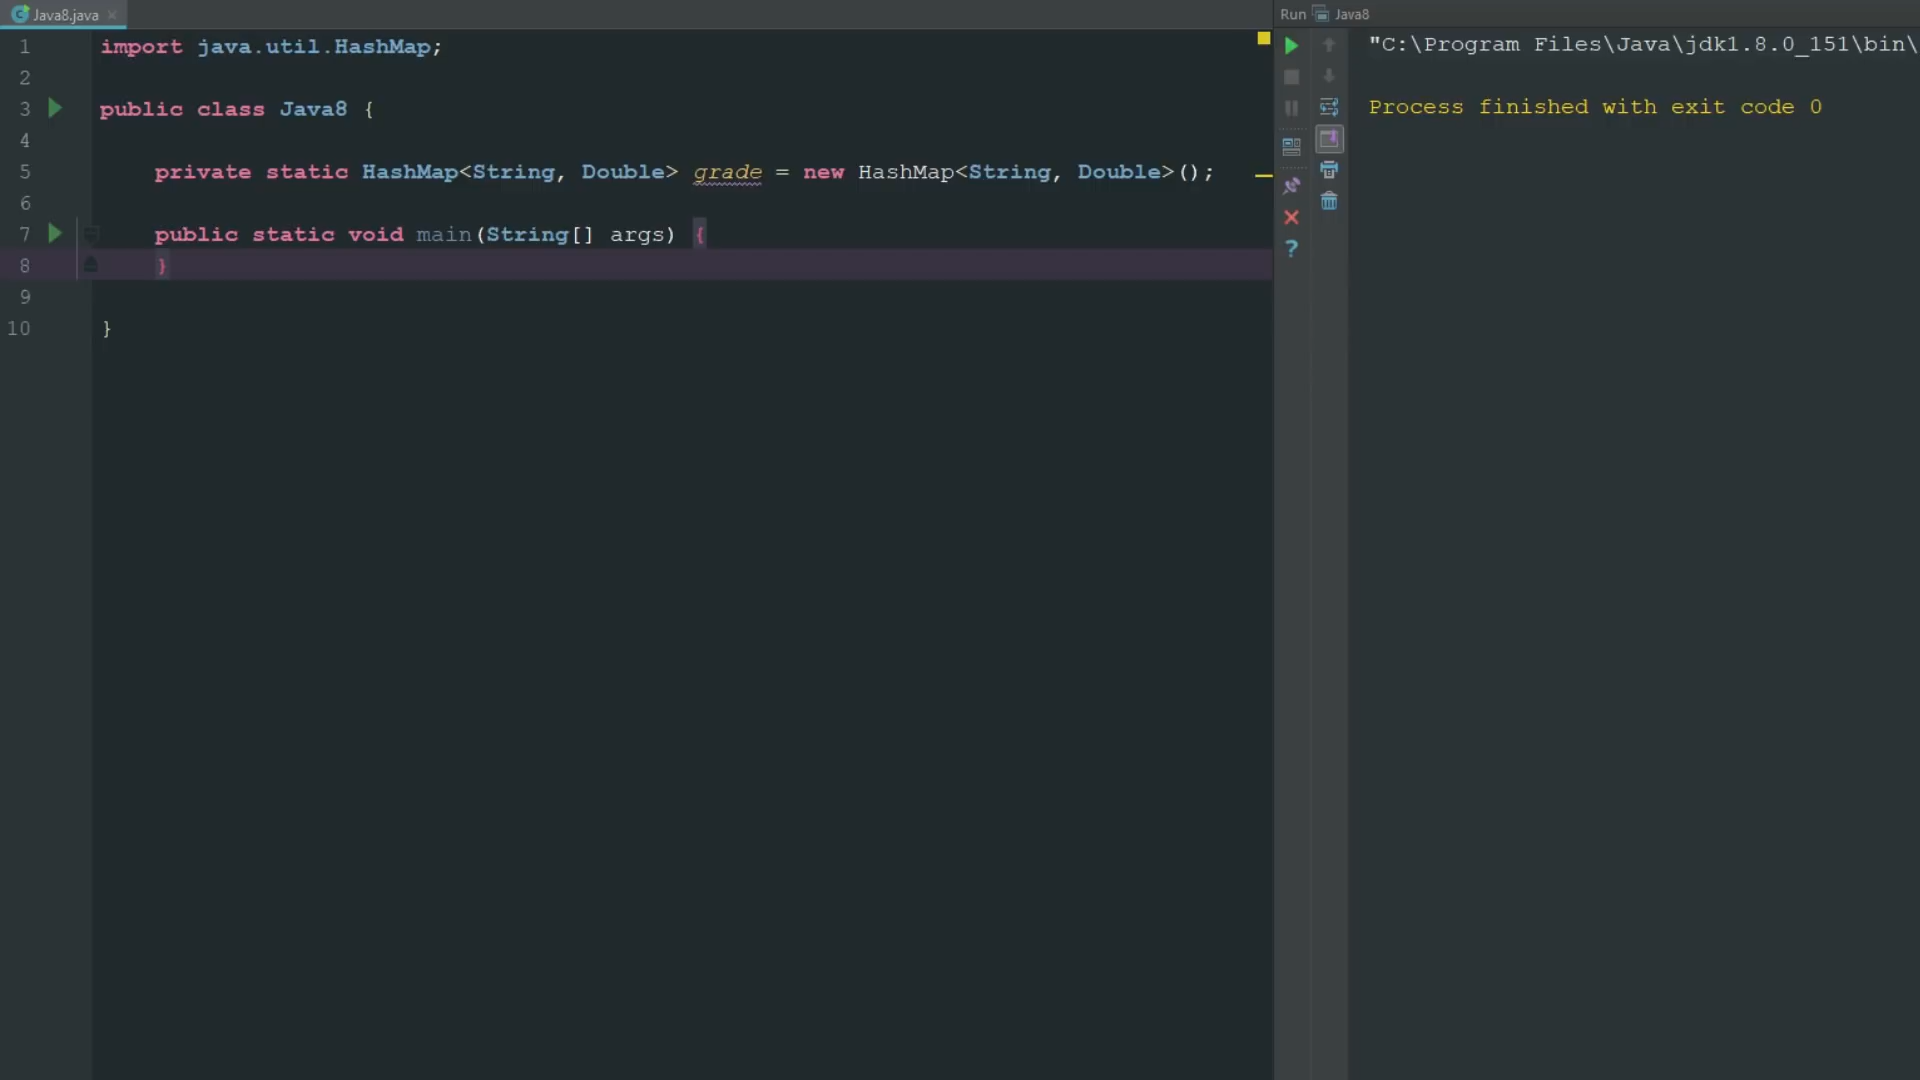 Java8.java
1 import java.util.HashMap;
2
3 public class Java8 {
4
5 private static HashMap<String, Double> grade = new HashMap<String, Double>();
6
7 public static void main(String[] args) {
8 }
9
10 }
Run Java8
"C:\Program Files\Java\jdk1.8.0_151\bin\
Process finished with exit code 0